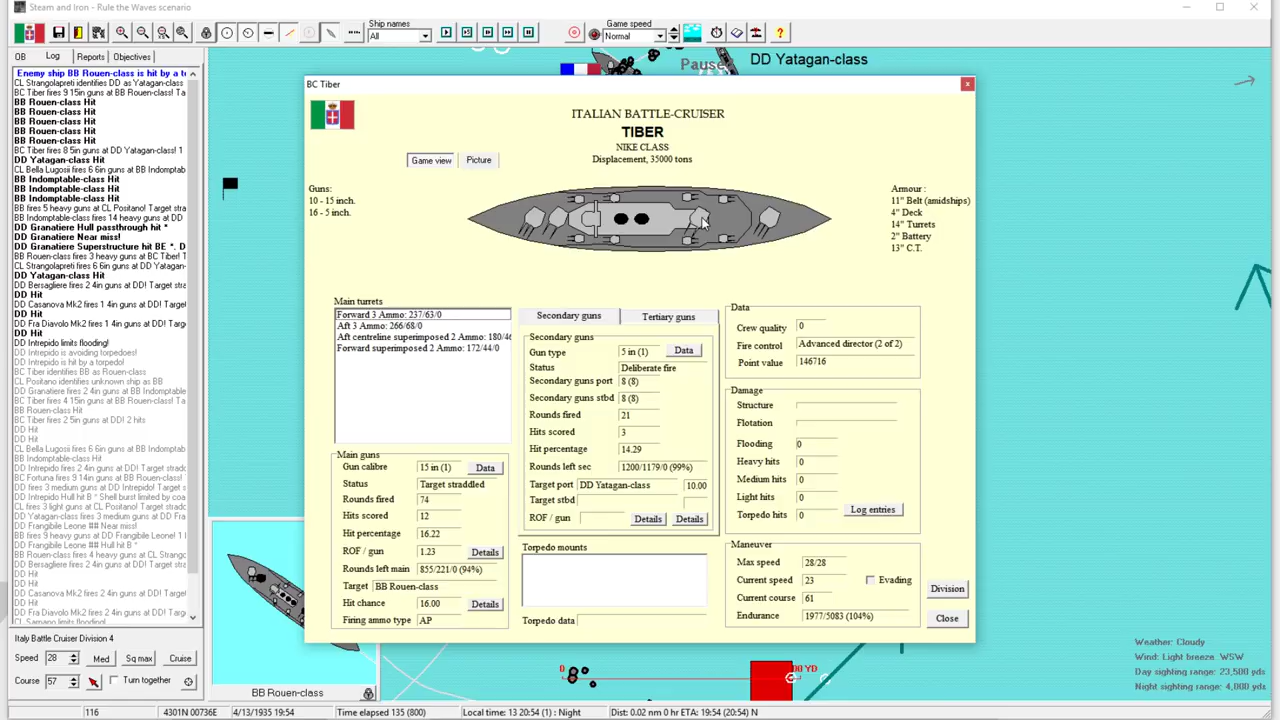 Steam and Iron - Rule the Waves scenario
Ship names
All
Game speed
Normal
OB
Log
Reports
Objectives
Pause
DD Yatagan-class
Enemy ship BB Rouen-class is hit by a t
CL Strangolapreti identifies DD as Yatagan-class
BC Tiber fires 9 15in guns at BB Rouen-class! Ta
BB Rouen-class Hit
BB Rouen-class Hit
BB Rouen-class Hit
BB Rouen-class Hit
BB Rouen-class Hit
BC Tiber fires 8 5in guns at DD Yatagan-class! 1
DD Yatagan-class Hit
CL Bella Lugosii fires 6 6in guns at BB Indomptab
BB Indomptable-class Hit
BB Indomptable-class Hit
BB Indomptable-class Hit
BB fires 5 heavy guns at CL Positano! Target
BB Indomptable-class fires 14 heavy guns at DD
DD Granatiere Hull passthrough hit *
DD Granatiere Near miss!
DD Granatiere Superstructure hit BE *. D
BB Rouen-class fires 3 heavy guns at BC Tiber! T
CL Strangolapreti fires 6 6in guns at DD Yatagan-
DD Yatagan-class Hit
DD Bersagliere fires 2 4in guns at DD! Target stra
DD Casanova Mk2 fires 1 4in guns at DD! Target
DD Hit
DD Fra Diavolo Mk2 fires 1 4in guns at DD! Targ
DD Hit
DD Intrepido limits flooding!
DD Intrepido is avoiding torpedoes!
DD Intrepido is hit by a torpedo!
BC Tiber identifies BB as Rouen-class
CL Positano identifies unknown ship as BB
DD Granatiere fires 2 4in guns at BB Indomptable
BC Tiber fires 4 15in guns at BB Rouen-class! Ta
BB Rouen-class Hit
BC Tiber fires 2 5in guns at DD! 2 hits
DD Hit
DD Hit
CL Bella Lugosii fires 6 6in guns at BB Indomptab
BB Indomptable-class Hit
DD Intrepido fires 2 4in guns at DD! Target stradd
BC Fortuna fires 9 14in guns at BB Indomptable-c
DD fires 3 medium guns at DD Intrepido! Target s
DD Intrepido Hull hit B * Shell burst limited by coa
CL fires 3 light guns at CL Positano! Target stradd
DD Yatagan-class fires 3 medium guns at DD Fra
DD Frangibile Leone ## Near miss!
BB fires 9 heavy guns at DD Frangibile Leone! 1
DD Frangibile Leone ## Hull hit B *
BB Rouen-class fires 4 heavy guns at CL Strango
DD Bersagliere fires 2 4in guns at DD! Target stra
DD Hit
DD Hit
DD Casanova Mk2 fires 1 4in guns at DD! Target
DD Hit
DD Fra Diavolo Mk2 fires 2 4in guns at DD! Targ
DD Hit
Italy Battle Cruiser Division 4
Speed 28
Med
Sq max
Cruise
Course 57
Turn together
BB Rouen-class
BC Tiber
ITALIAN BATTLE-CRUISER
TIBER
NIKE CLASS
Displacement, 35000 tons
Game view
Picture
Guns:
10 - 15 inch.
16 - 5 inch.
Armour :
11" Belt (amidships)
4" Deck
14" Turrets
2" Battery
13" C.T.
Main turrets
Forward 3 Ammo: 237/63/0
Aft 3 Ammo: 266/68/0
Aft centreline superimposed 2 Ammo: 180/46
Forward superimposed 2 Ammo: 172/44/0
Main guns
Gun calibre 15 in (1) Data
Status Target straddled
Rounds fired 74
Hits scored 12
Hit percentage 16.22
ROF / gun 1.23 Details
Rounds left main 855/221/0 (94%)
Target BB Rouen-class
Hit chance 16.00 Details
Firing ammo type AP
Secondary guns
Tertiary guns
Secondary guns
Gun type 5 in (1) Data
Status Deliberate fire
Secondary guns port 8 (8)
Secondary guns stbd 8 (8)
Rounds fired 21
Hits scored 3
Hit percentage 14.29
Rounds left sec 1200/1179/0 (99%)
Target port DD Yatagan-class 10.00
Target stbd
ROF / gun Details Details
Torpedo mounts
Torpedo data
Data
Crew quality 0
Fire control Advanced director (2 of 2)
Point value 146716
Damage
Structure
Flotation
Flooding 0
Heavy hits 0
Medium hits 0
Light hits 0
Torpedo hits 0
Log entries
Maneuver
Max speed 28/28
Current speed 23
Evading
Current course 61
Endurance 1977/5083 (104%)
Division
Close
0
Weather: Cloudy
Wind: Light breeze WSW
Day sighting range: 23,500 yards
Night sighting range: 4,000 yards
116
4301N 00736E
4/13/1935 19:54
Time elapsed 135 (800)
Local time: 13 20:54 (1) : Night
Dist: 0.02 nm 0 hr ETA: 19:54 (20:54) N